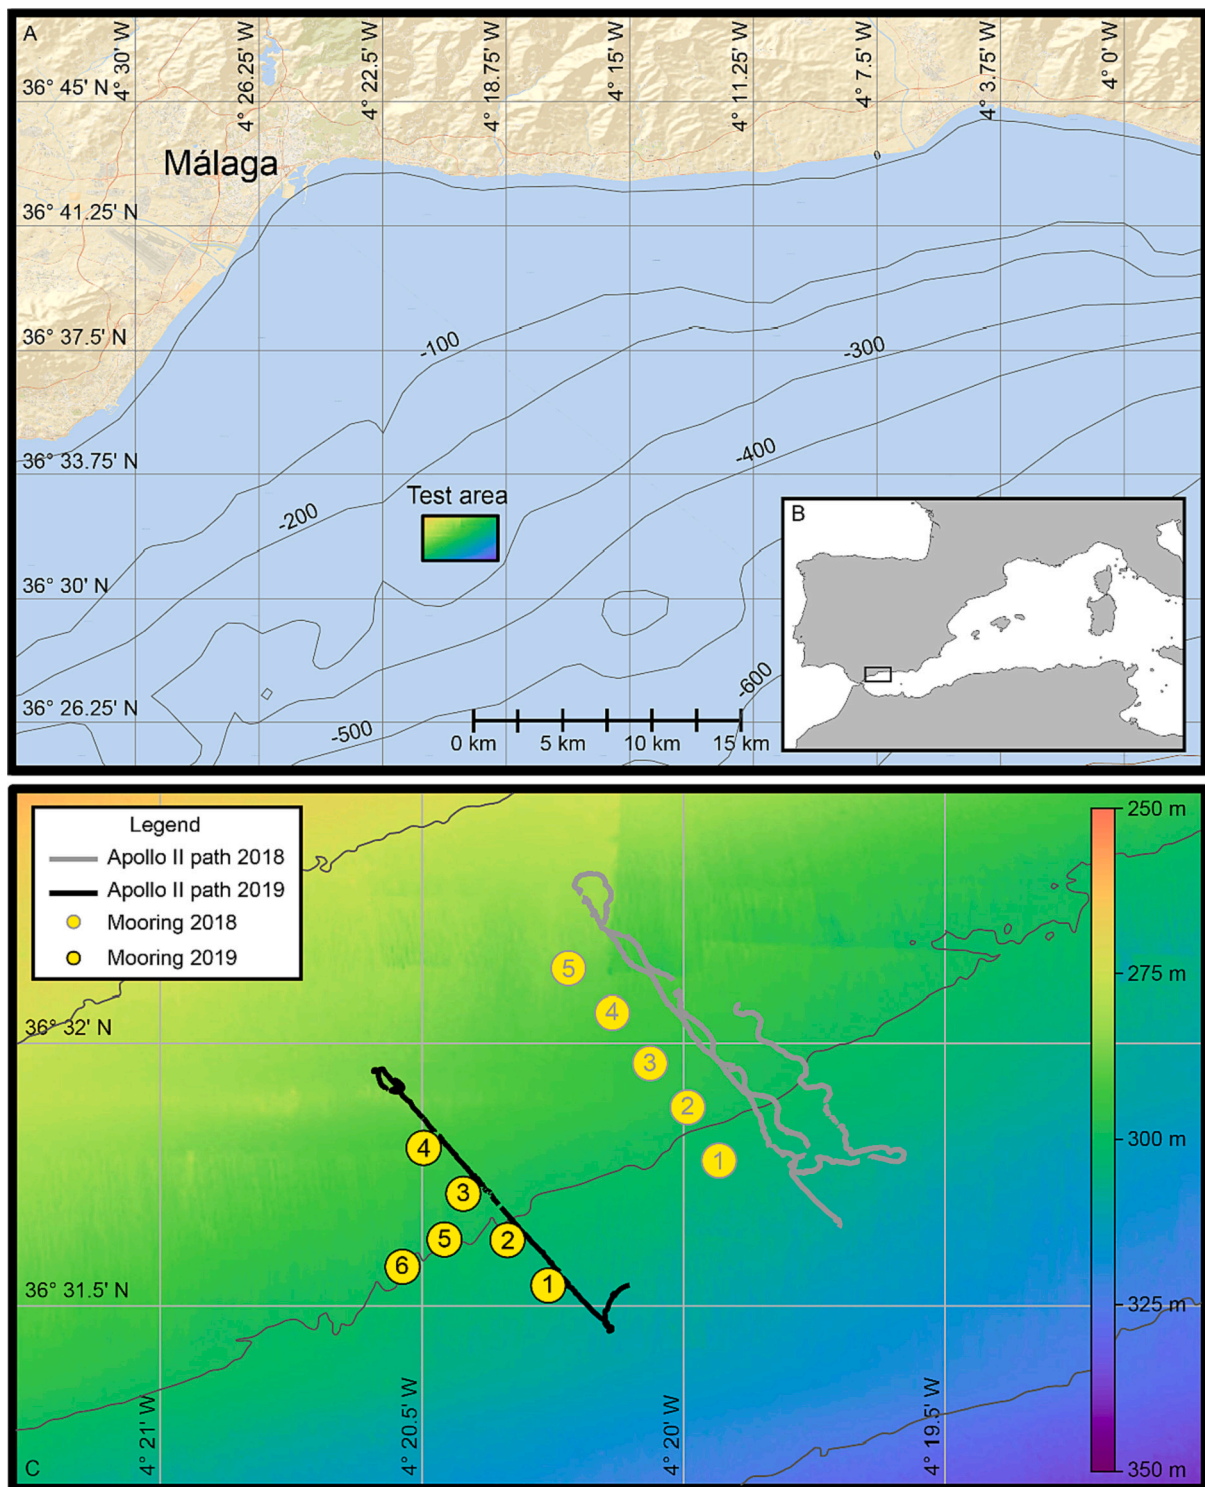 A
4° 30' W
4° 26.25' W
4° 22.5' W
4° 18.75' W
4° 15' W
4° 11.25' W
4° 7.5' W
4° 3.75' W
4° 0' W
36° 45' N
Málaga
0
36° 41.25' N
36° 37.5' N
-100
-300
36° 33.75' N
-400
Test area
-200
B
36° 30' N
-600
36° 26.25' N
-500
0 km
5 km
10 km
15 km
Legend
Apollo II path 2018
Apollo II path 2019
Mooring 2018
Mooring 2019
250 m
275 m
300 m
325 m
350 m
5
4
3
2
1
36° 32' N
4
3
5
2
6
1
36° 31.5' N
4° 21' W
4° 20.5' W
4° 20' W
4° 19.5' W
C